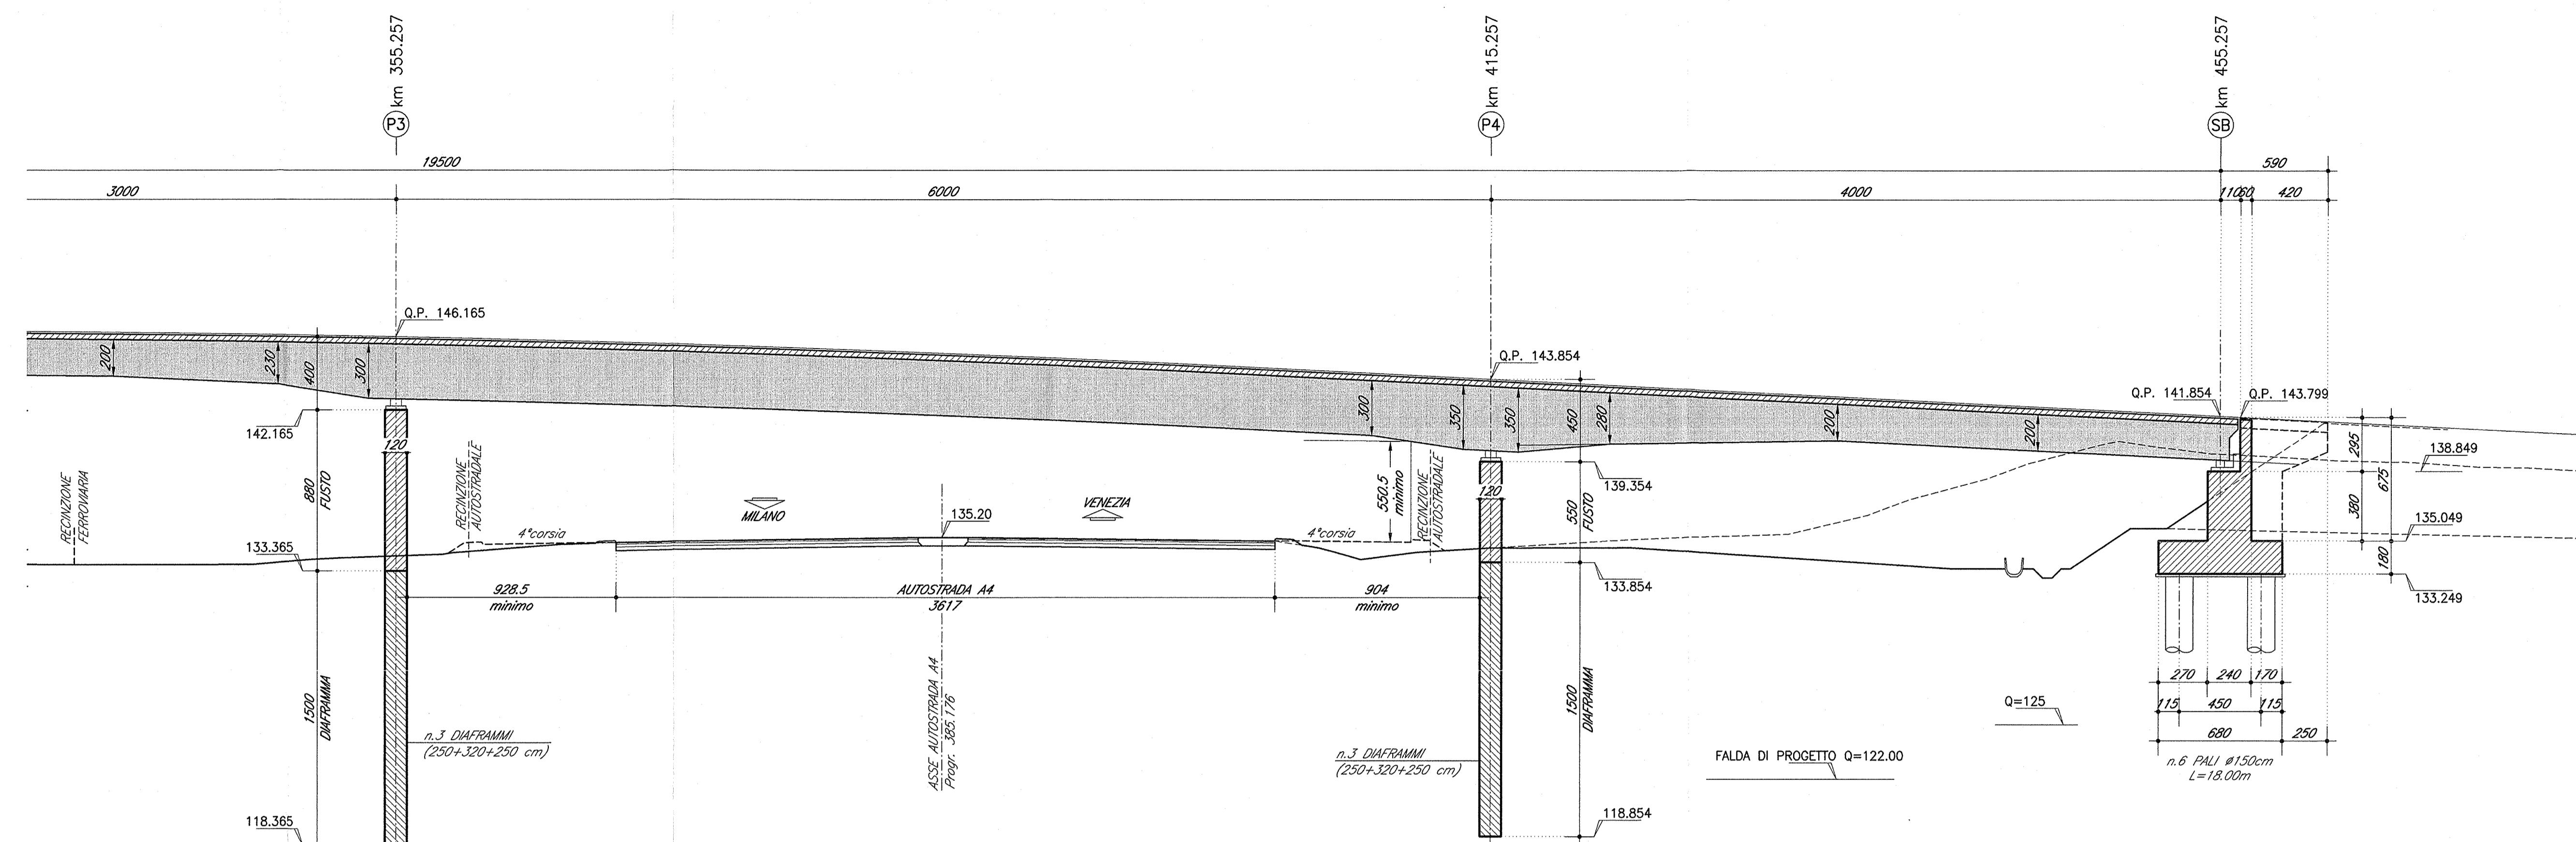 km 355.257
P3
km 415.257
P4
km 455.257
SB
19500
590
3000
6000
4000
110
60
420
Q.P. 146.165
Q.P. 143.854
Q.P. 141.854
Q.P. 143.799
200
230
400
300
300
350
350
450
280
200
200
295
675
380
180
138.849
135.049
133.249
142.165
120
880
FUSTO
133.365
RECINZIONE
FERROVIARIA
RECINZIONE
AUTOSTRADALE
4°corsia
MILANO
135.20
VENEZIA
4°corsia
550.5
minimo
RECINZIONE
AUTOSTRADALE
120
139.354
550
FUSTO
133.854
928.5
minimo
AUTOSTRADA A4
3617
904
minimo
1500
DIAFRAMMA
ASSE AUTOSTRADA A4
Progr. 385.176
1500
DIAFRAMMA
n.3 DIAFRAMMI
(250+320+250 cm)
n.3 DIAFRAMMI
(250+320+250 cm)
FALDA DI PROGETTO Q=122.00
Q=125
270
240
170
115
450
115
680
250
n.6 PALI ø150cm
L=18.00m
118.365
118.854